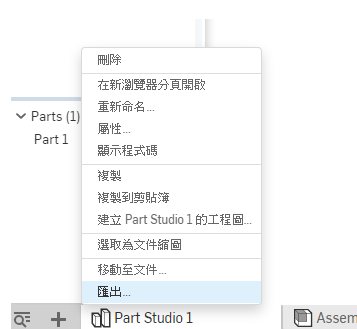 刪除
在新瀏覽器分頁開啟
重新命名...
屬性...
顯示程式碼
複製
複製到剪貼簿
建立 Part Studio 1 的工程圖...
選取為文件縮圖
移動至文件...
匯出...
Parts (1)
Part 1
Part Studio 1
Assem